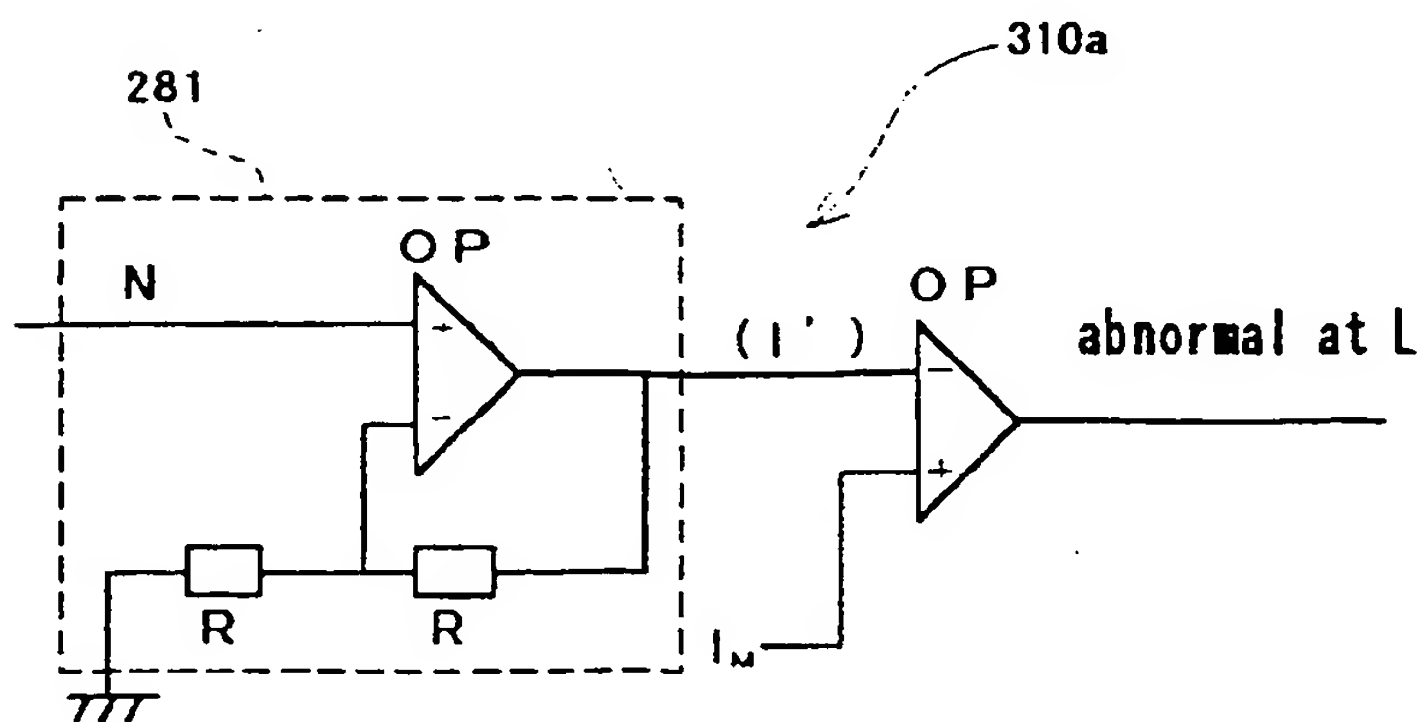 310a
281
OP
N
+
-
OP
(I')
abnormal at L
-
+
R
R
I_M